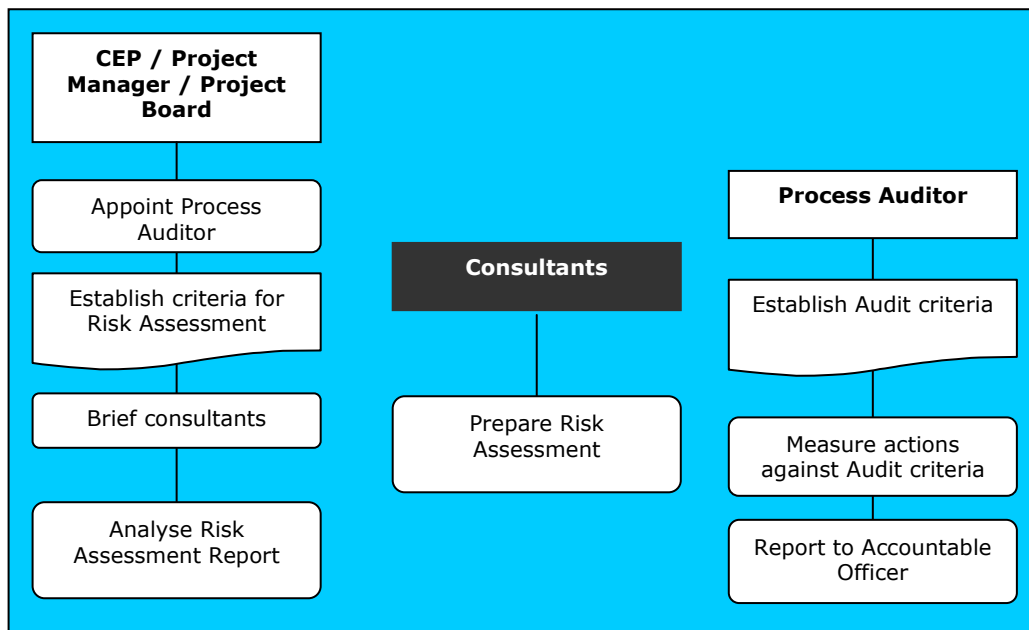 CEP / Project
Manager / Project
Board
Appoint Process
Auditor
Establish criteria for
Risk Assessment
Brief consultants
Analyse Risk
Assessment Report
Consultants
Prepare Risk
Assessment
Process Auditor
Establish Audit criteria
Measure actions
against Audit criteria
Report to Accountable
Officer